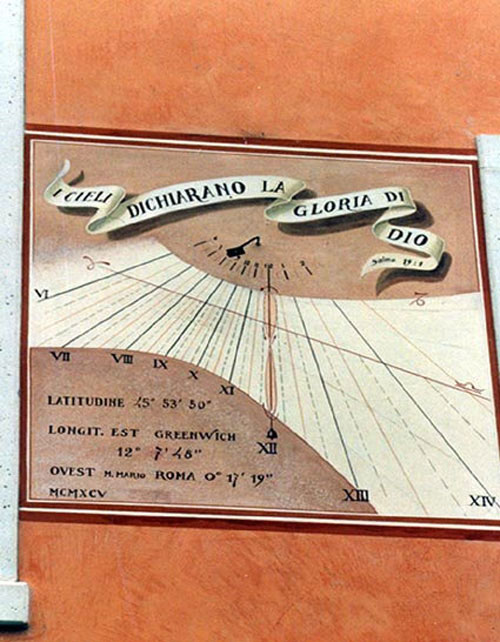 I CIELI DICHIARANO LA GLORIA DI DIO
Salmo 19:1
VI
VII VIII IX X XI XII XIII XIV
LATITUDINE 45° 53' 50"
LONGIT. EST GREENWICH
12° 7' 48"
OVEST M. MARIO ROMA 0° 17' 19"
MCMXCV